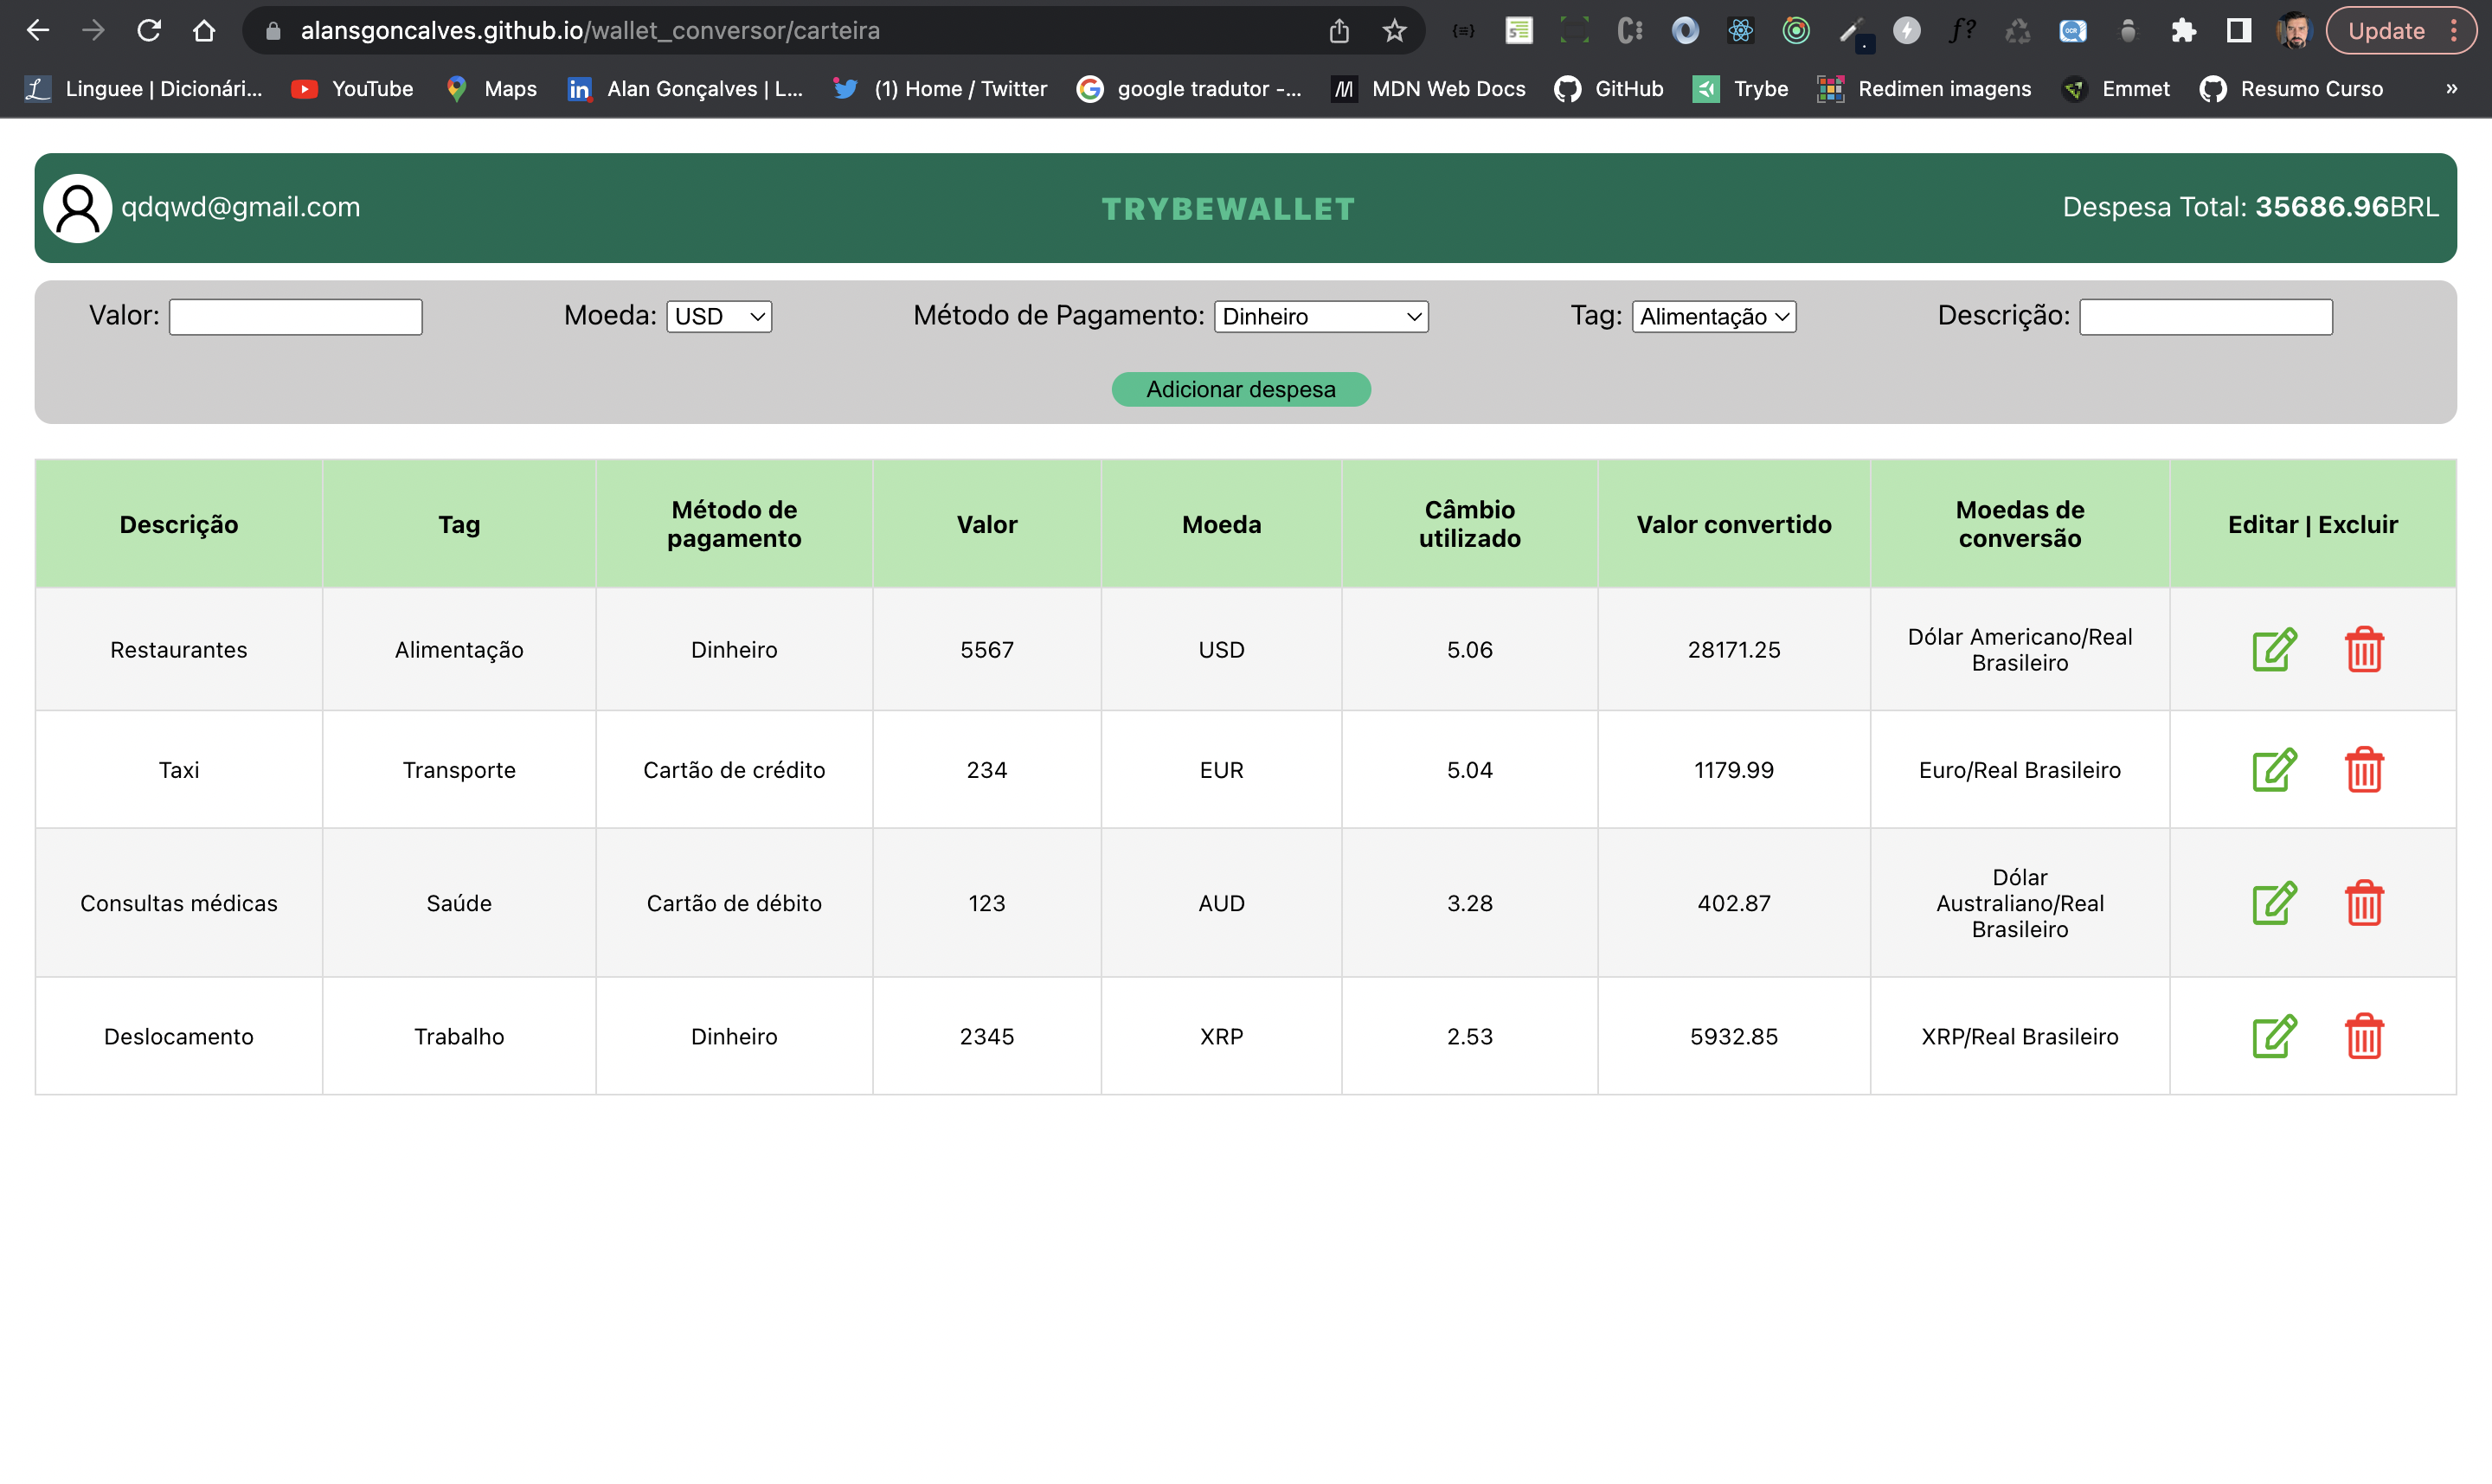 alansgoncalves.github.io/wallet_conversor/carteira
Update
Linguee | Dicionári... YouTube Maps Alan Gonçalves | L... (1) Home / Twitter google tradutor -... MDN Web Docs GitHub Trybe Redimen imagens Emmet Resumo Curso »
qdqwd@gmail.com TRYBEWALLET Despesa Total: 35686.96BRL
Valor: Moeda: USD Método de Pagamento: Dinheiro Tag: Alimentação Descrição:
Adicionar despesa
Descrição Tag Método de pagamento Valor Moeda Câmbio utilizado Valor convertido Moedas de conversão Editar | Excluir
Restaurantes Alimentação Dinheiro 5567 USD 5.06 28171.25 Dólar Americano/Real Brasileiro
Taxi Transporte Cartão de crédito 234 EUR 5.04 1179.99 Euro/Real Brasileiro
Consultas médicas Saúde Cartão de débito 123 AUD 3.28 402.87 Dólar Australiano/Real Brasileiro
Deslocamento Trabalho Dinheiro 2345 XRP 2.53 5932.85 XRP/Real Brasileiro